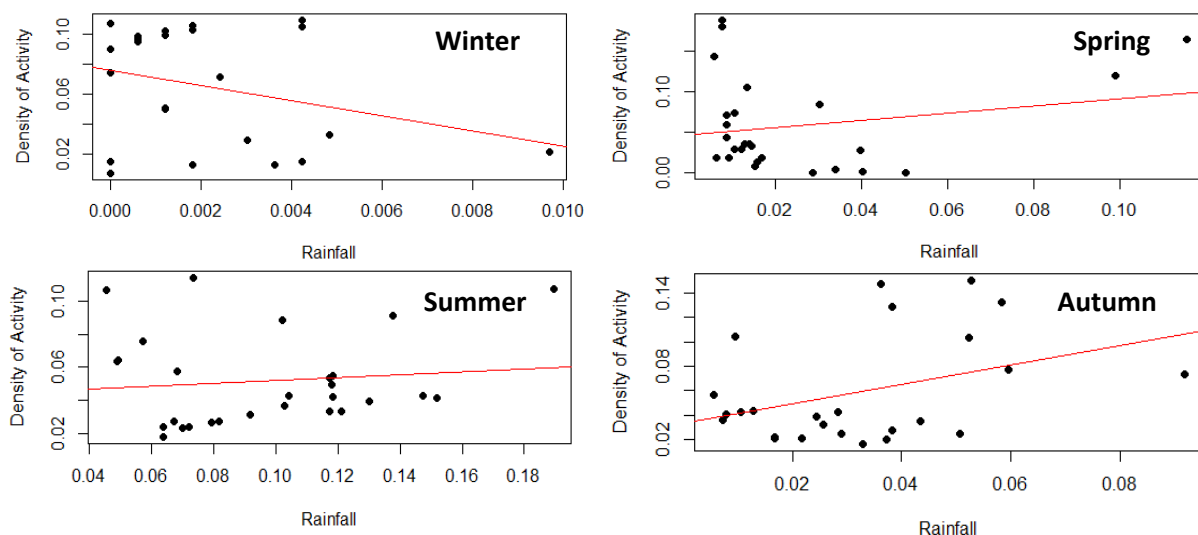 Winter
Density of Activity
0.02 0.06 0.10
0.000 0.002 0.004 0.006 0.008 0.010
Rainfall
Spring
Density of Activity
0.00 0.10
0.02 0.04 0.06 0.08 0.10
Rainfall
Summer
Density of Activity
0.02 0.06 0.10
0.04 0.06 0.08 0.10 0.12 0.14 0.16 0.18
Rainfall
Autumn
Density of Activity
0.02 0.08 0.14
0.02 0.04 0.06 0.08
Rainfall